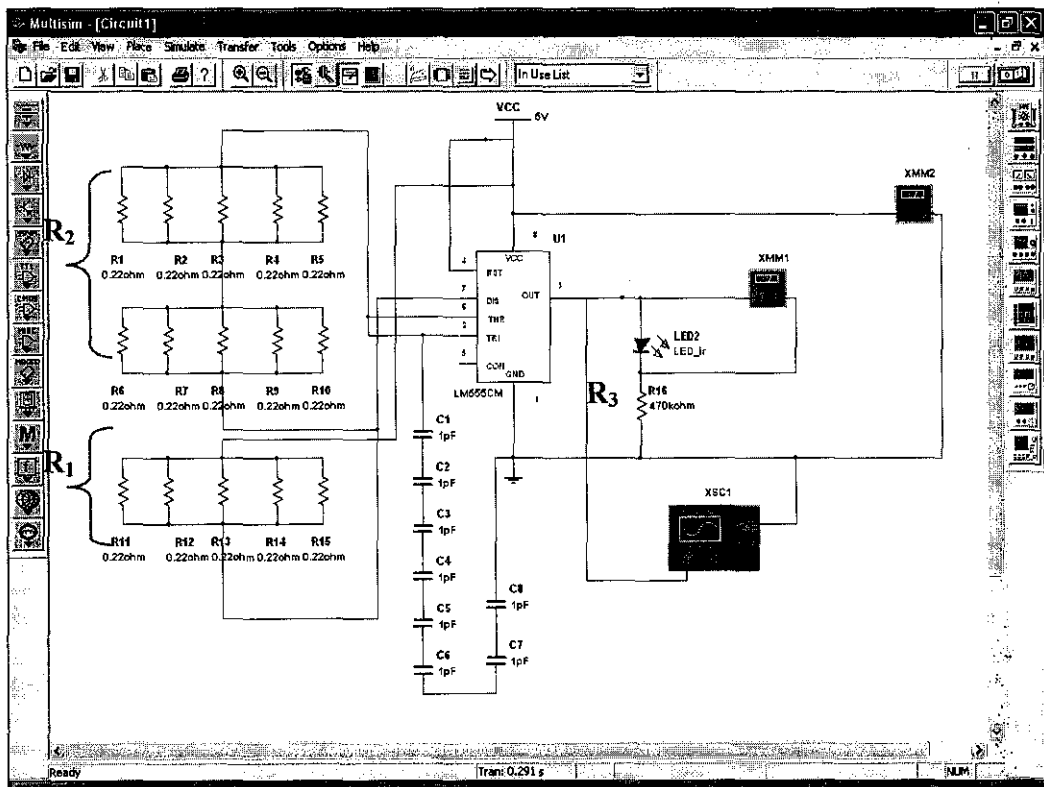 Multisim - [Circuit1]
File Edit View Place Simulate Transfer Tools Options Help
In Use List
VCC
6V
XMM2
R2
R1 R2 R3 R4 R5
0.22ohm 0.22ohm 0.22ohm 0.22ohm 0.22ohm
8 U1
VCC
4 RST
7 DIS OUT 3
6 THR
2 TRI
5 CON
GND
LM555CM 1
XMM1
LED2
LED_ir
R3 R16
470kohm
R6 R7 R8 R9 R10
0.22ohm 0.22ohm 0.22ohm 0.22ohm 0.22ohm
R1
R11 R12 R13 R14 R15
0.22ohm 0.22ohm 0.22ohm 0.22ohm 0.22ohm
C1
1pF
C2
1pF
C3
1pF
C4
1pF
C5
1pF
C6
1pF
C8
1pF
C7
1pF
XSC1
Ready Tran: 0.291 s NUM